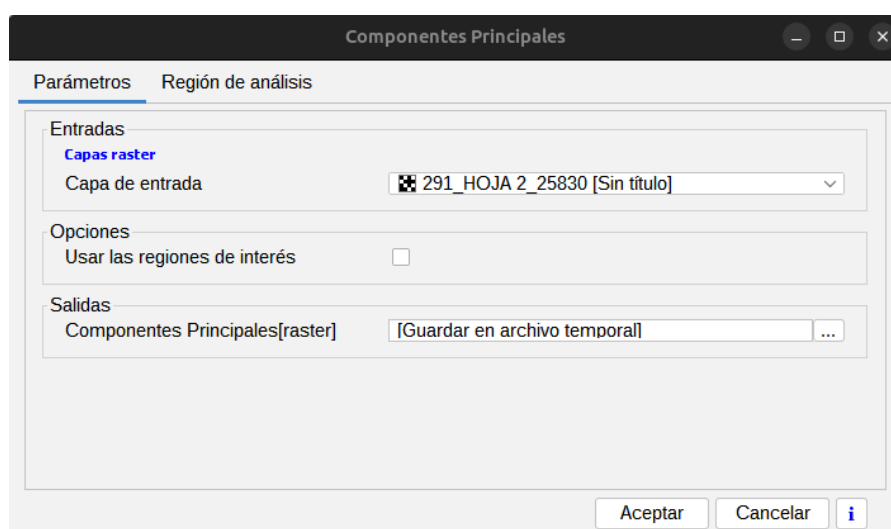 Componentes Principales
Parámetros Región de análisis
Entradas
Capas raster
Capa de entrada 291_HOJA 2_25830 [Sin título]
Opciones
Usar las regiones de interés
Salidas
Componentes Principales[raster] [Guardar en archivo temporal] ...
Aceptar Cancelar i